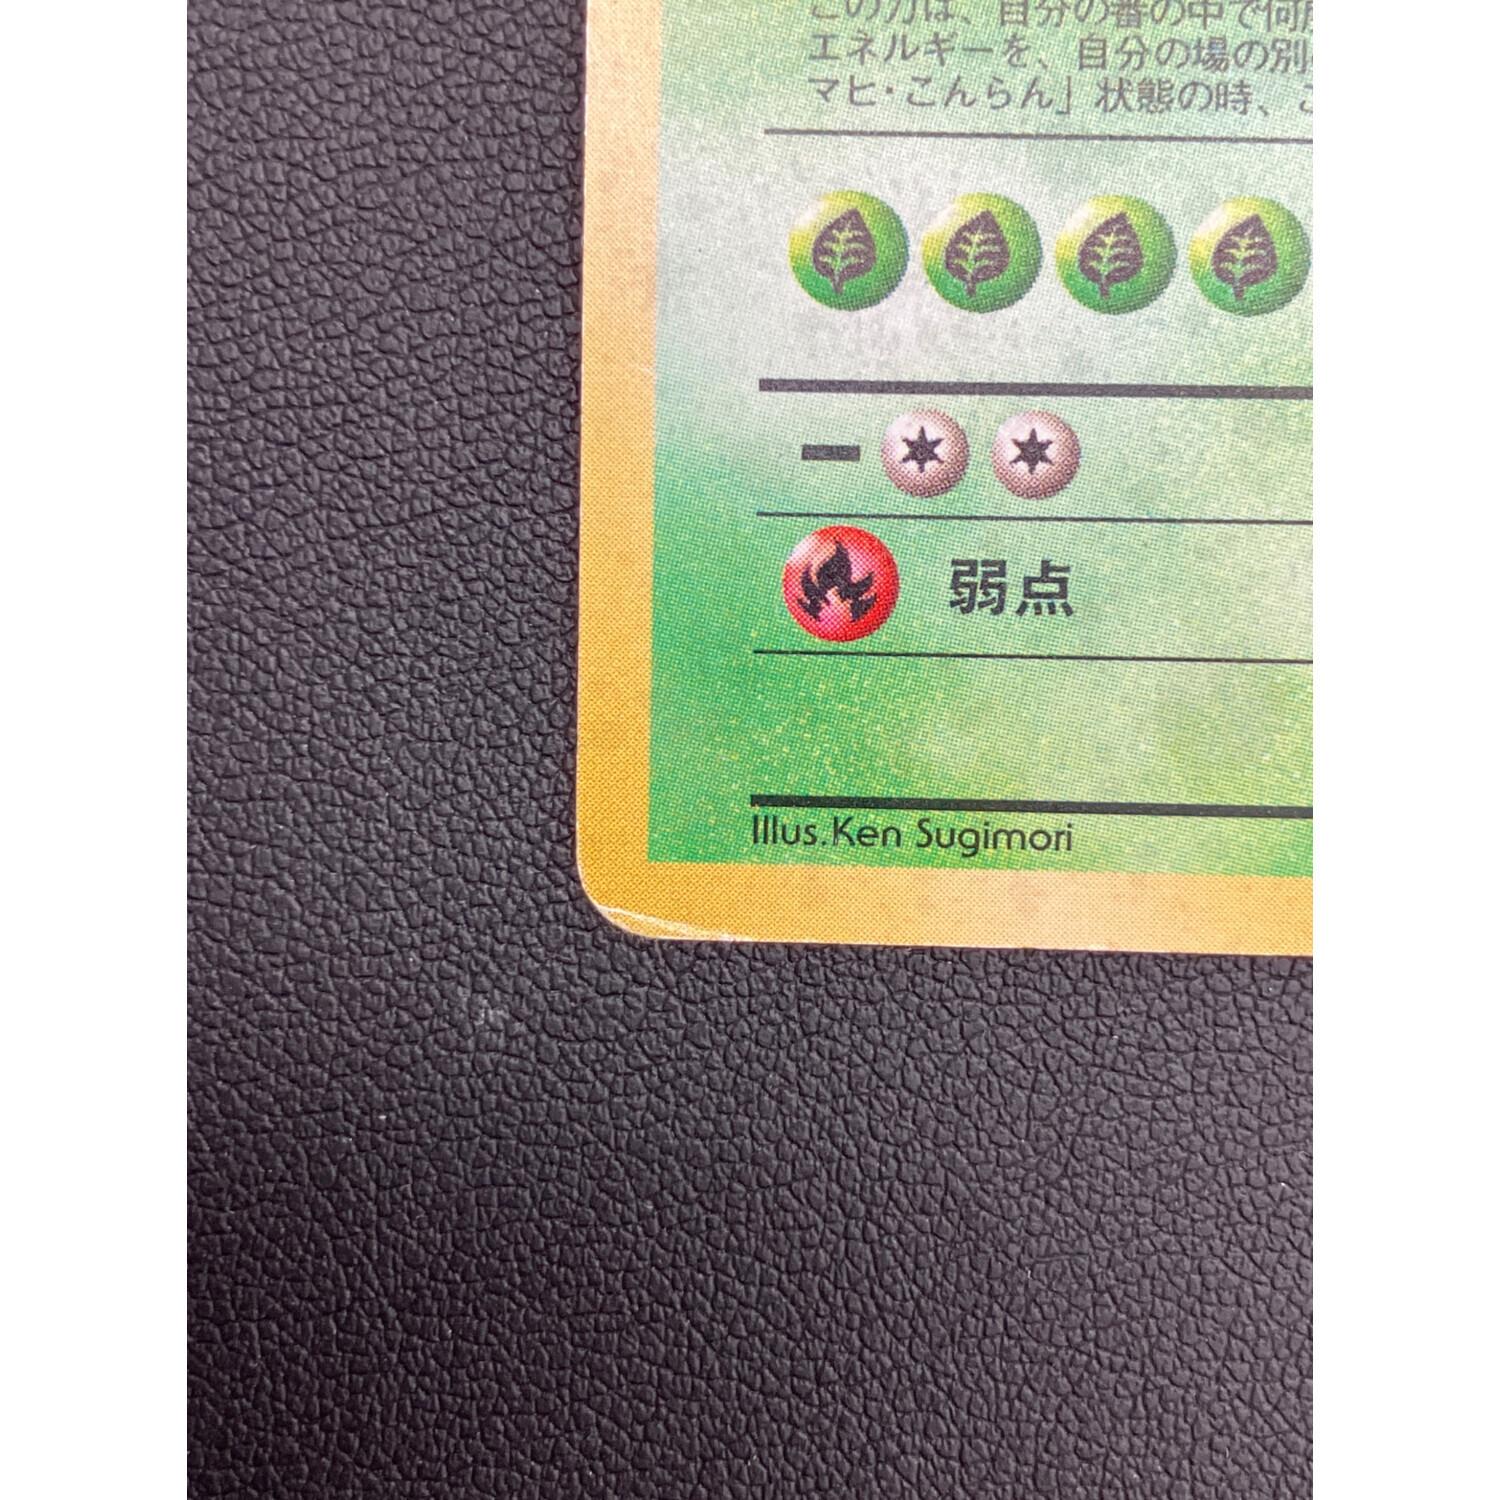 この力は、自分の番の中で何
エネルギーを、自分の場の別
マヒ・こんらん」状態の時、こ
弱点
Illus. Ken Sugimori